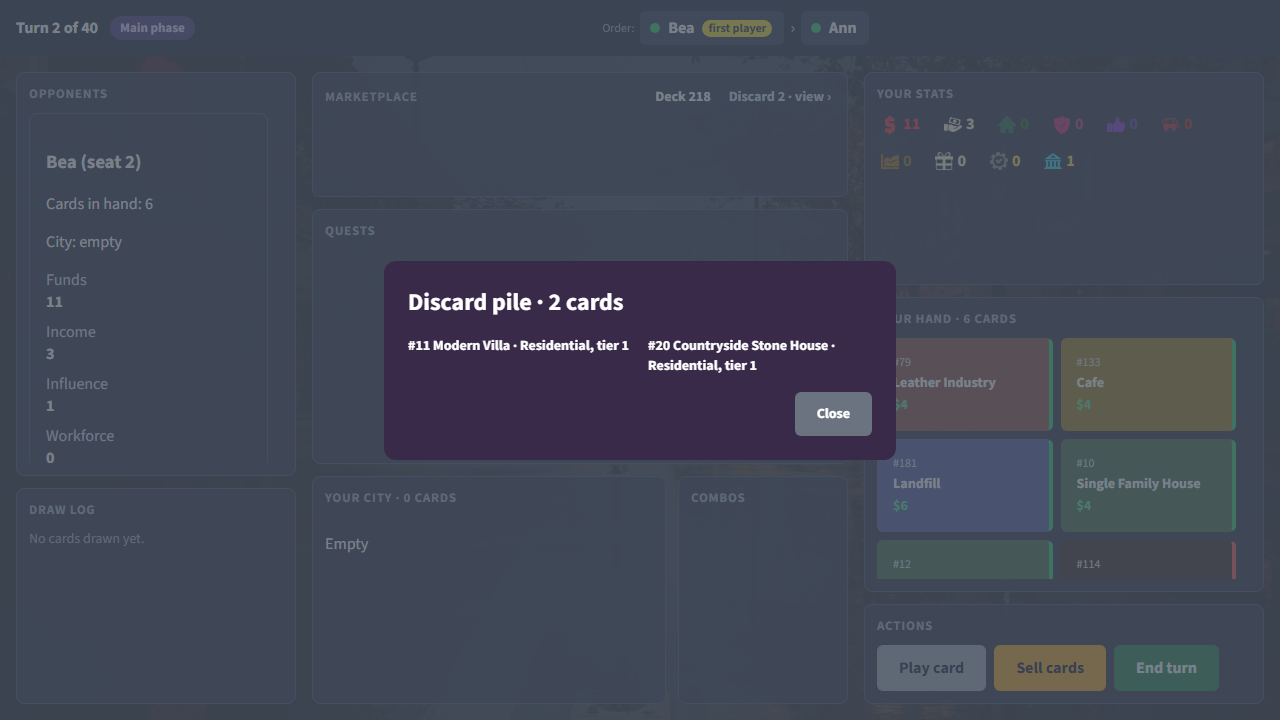 Turn 2 of 40
Main phase
Order:
Bea
first player
›
Ann
OPPONENTS
Bea (seat 2)
Cards in hand: 6
City: empty
Funds
11
Income
3
Influence
1
Workforce
0
DRAW LOG
No cards drawn yet.
MARKETPLACE
Deck 218
Discard 2 · view ›
QUESTS
Discard pile · 2 cards
#11 Modern Villa · Residential, tier 1
#20 Countryside Stone House ·
Residential, tier 1
Close
YOUR CITY · 0 CARDS
Empty
COMBOS
YOUR STATS
11
3
0
0
0
0
0
0
0
1
UR HAND · 6 CARDS
#79
Leather Industry
$4
#133
Cafe
$4
#181
Landfill
$6
#10
Single Family House
$4
#12
#114
ACTIONS
Play card
Sell cards
End turn